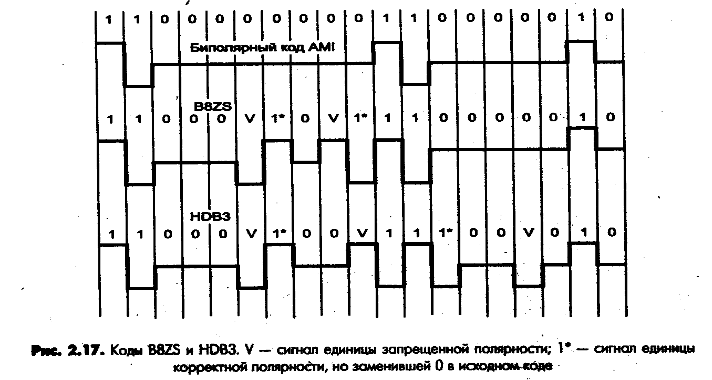 1 1 0 0 0 0 0 0 0 0 1 1 0 0 0 0 0 1 0
Биполярный код AMI
B8ZS
1 1 0 0 0 V 1* 0 V 1* 1 1 0 0 0 0 0 1 0
HDB3
1 1 0 0 0 V 1* 0 0 V 1 1 1* 0 0 V 0 1 0
Рис. 2.17. Коды B8ZS и HDB3. V — сигнал единицы запрещенной полярности; 1* — сигнал единицы
корректной полярности, но заменившей 0 в исходном коде